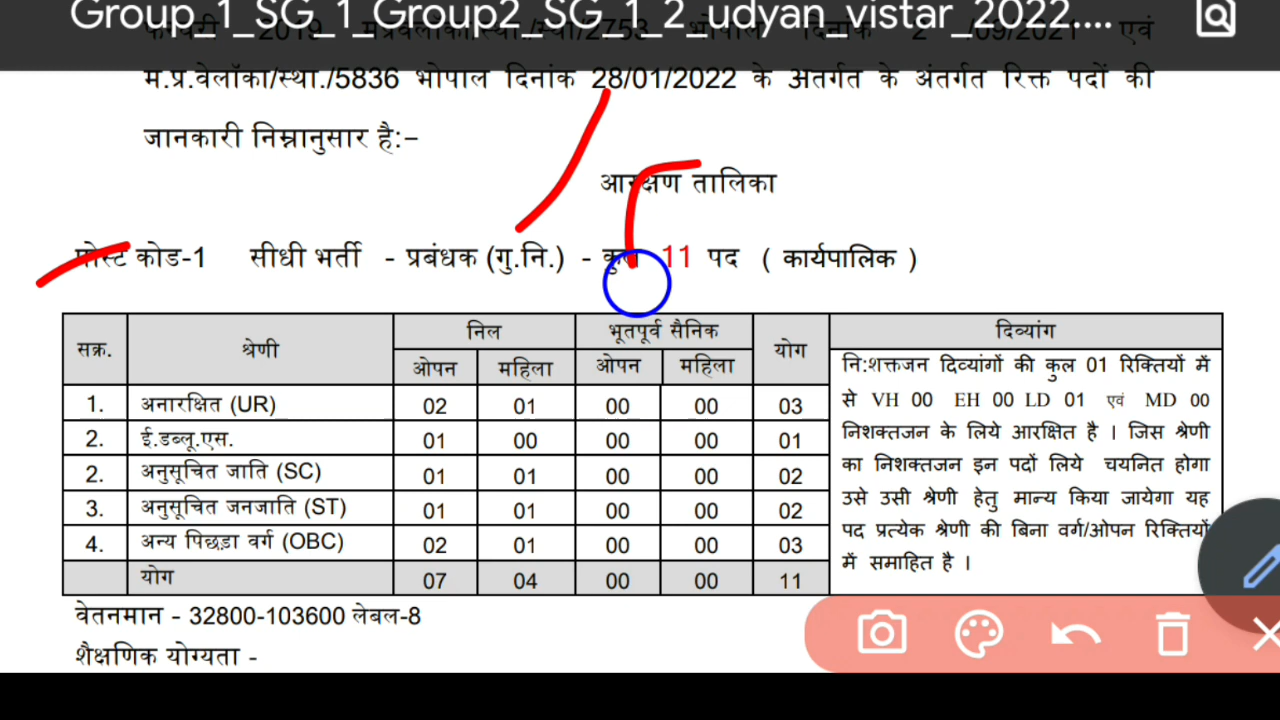 Group_1_SG_1_Group2_SG_1_2_udyan_vistar_2022....
म.प्र.वेलॉका/स्था./5836 भोपाल दिनांक 28/01/2022 के अतर्गत के अंतर्गत रिक्त पदों की
जानकारी निम्नानुसार है:–
आरक्षण तालिका
पोस्ट कोड-1 सीधी भर्ती - प्रबंधक (गु.नि.) - कुल 11 पद ( कार्यपालिक )
सक्र. श्रेणी निल भूतपूर्व सैनिक योग दिव्यांग
ओपन महिला ओपन महिला
1. अनारक्षित (UR) 02 01 00 00 03
2. ई.डब्लू.एस. 01 00 00 00 01
2. अनुसूचित जाति (SC) 01 01 00 00 02
3. अनुसूचित जनजाति (ST) 01 01 00 00 02
4. अन्य पिछड़ा वर्ग (OBC) 02 01 00 00 03
योग 07 04 00 00 11
नि:शक्तजन दिव्यांगों की कुल 01 रिक्तियों में
से VH 00 EH 00 LD 01 एवं MD 00
निशक्तजन के लिये आरक्षित है । जिस श्रेणी
का निशक्तजन इन पदों लिये चयनित होगा
उसे उसी श्रेणी हेतु मान्य किया जायेगा यह
पद प्रत्येक श्रेणी की बिना वर्ग/ओपन रिक्तियों
में समाहित है ।
वेतनमान - 32800-103600 लेबल-8
शैक्षणिक योग्यता -